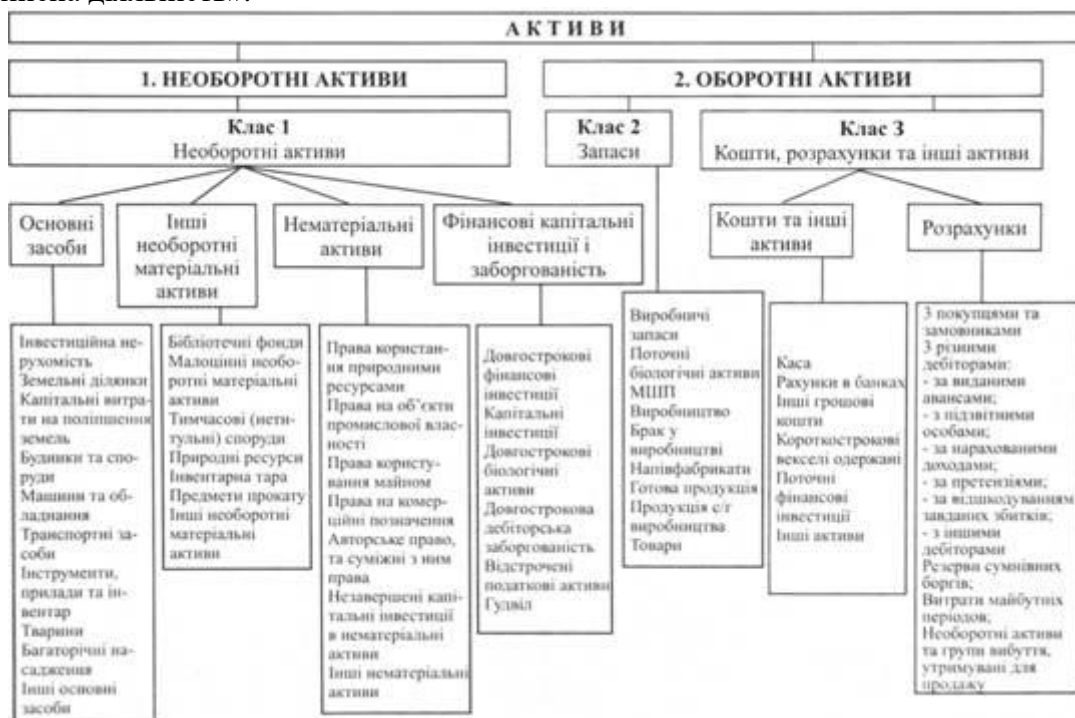 АКТИВИ
1. НЕОБОРОТНІ АКТИВИ
2. ОБОРОТНІ АКТИВИ
Клас 1
Необоротні активи
Клас 2
Запаси
Клас 3
Кошти, розрахунки та інші активи
Основні
засоби
Інші
необоротні
матеріальні
активи
Нематеріальні
активи
Фінансові капітальні
інвестиції і
заборгованість
Кошти та інші
активи
Розрахунки
Інвестиційна не-
рухомість
Земельні ділянки
Капітальні витра-
ти на поліпшення
земель
Будинки та спо-
руди
Машини та об-
ладнання
Транспортні за-
соби
Інструменти,
прилади та ін-
вентар
Тварини
Багаторічні на-
садження
Інші основні
засоби
Бібліотечні фонди
Малоцінні необ-
оротні матеріальні
активи
Тимчасові (нети-
тульні) споруди
Природні ресурси
Інвентарна тара
Предмети прокату
Інші необоротні
матеріальні
активи
Права користан-
ня природними
ресурсами
Права на об’єкти
промислової влас-
ності
Права користу-
вання майном
Права на комер-
ційні позначення
Авторське право,
та суміжні з ним
права
Незавершені капі-
тальні інвестиції
в нематеріальні
активи
Інші нематеріальні
активи
Довгострокові
фінансові
інвестиції
Капітальні
інвестиції
Довгострокові
біологічні
активи
Довгострокова
дебіторська
заборгованість
Відстрочені
податкові активи
Гудвіл
Виробничі
запаси
Поточні
біологічні активи
МШП
Виробництво
Брак у
виробництві
Напівфабрикати
Готова продукція
Продукція с/г
виробництва
Товари
Каса
Рахунки в банках
Інші грошові
кошти
Короткострокові
векселі одержані
Поточні
фінансові
інвестиції
Інші активи
З покупцями та
замовниками
З різними
дебіторами:
- за виданими
авансами;
- з підзвітними
особами;
- за нарахованими
доходами;
- за претензіями;
- за відшкодуванням
завданих збитків;
- з іншими
дебіторами
Резерви сумнівних
боргів;
Витрати майбутніх
періодів;
Необоротні активи
та групи вибуття,
утримувані для
продажу